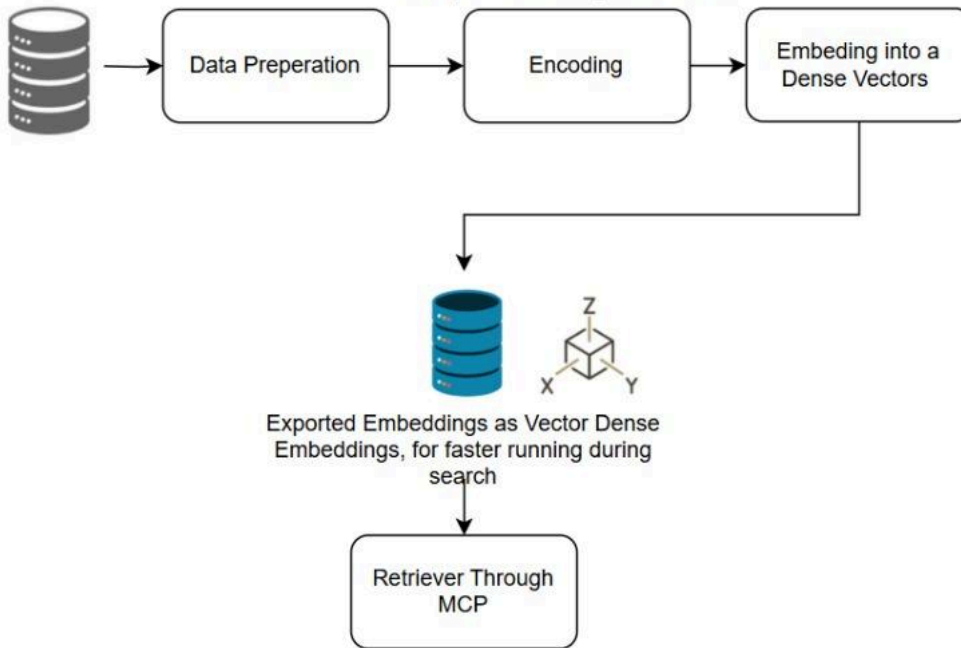 Data Preperation
Encoding
Embeding into a
Dense Vectors
Z
X
Y
Exported Embeddings as Vector Dense
Embeddings, for faster running during
search
Retriever Through
MCP